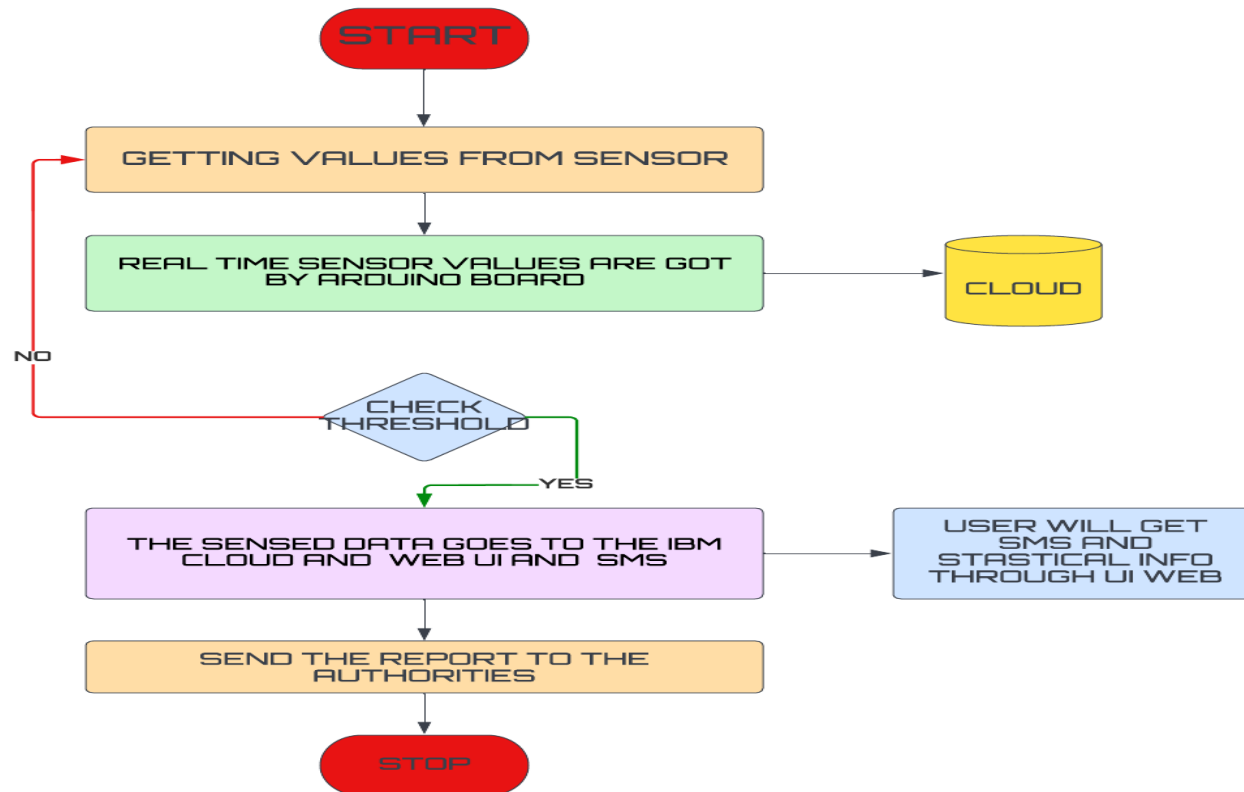 START
GETTING VALUES FROM SENSOR
REAL TIME SENSOR VALUES ARE GOT
BY ARDUINO BOARD
CLOUD
NO
CHECK
THRESHOLD
YES
THE SENSED DATA GOES TO THE IBM
CLOUD AND WEB UI AND SMS
USER WILL GET
SMS AND
STASTICAL INFO
THROUGH UI WEB
SEND THE REPORT TO THE
AUTHORITIES
STOP